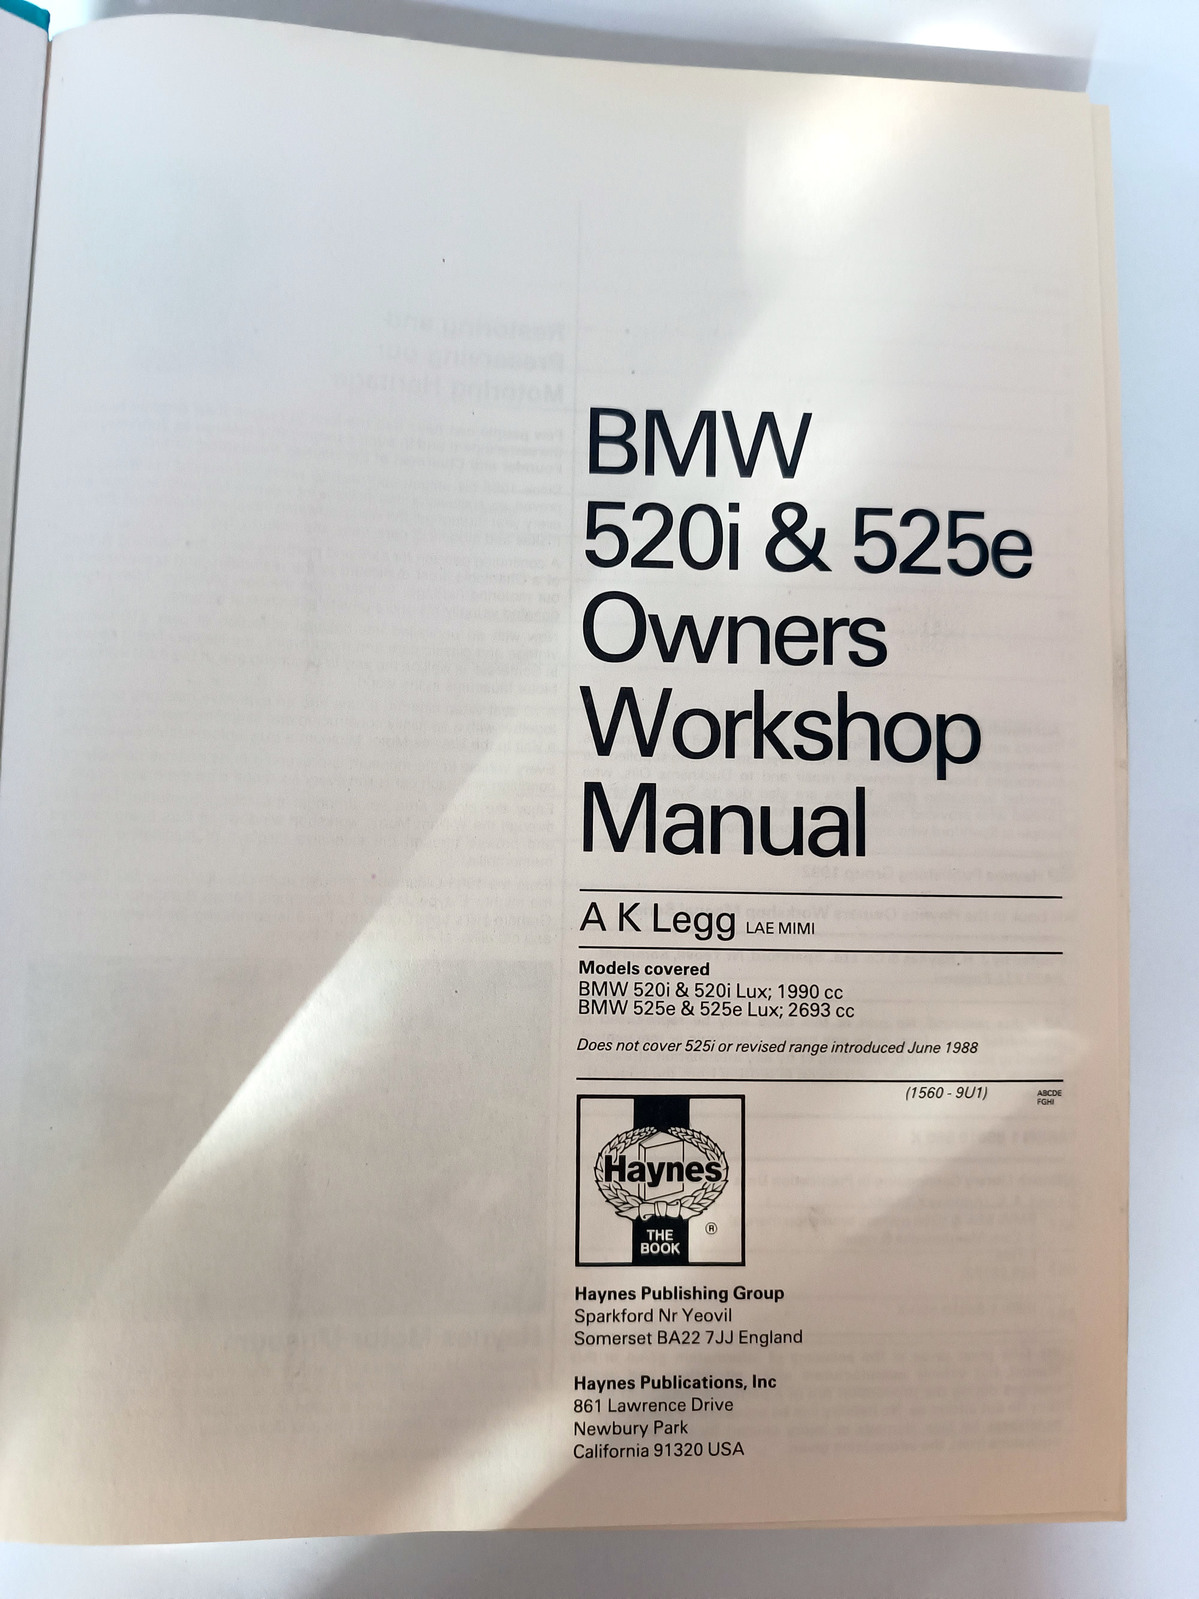 BMW
520i & 525e
Owners
Workshop
Manual
A K Legg LAE MIMI
Models covered
BMW 520i & 520i Lux; 1990 cc
BMW 525e & 525e Lux; 2693 cc
Does not cover 525i or revised range introduced June 1988
(1560 - 9U1)
ABCDE
FGHI
Haynes
®
THE
BOOK
Haynes Publishing Group
Sparkford Nr Yeovil
Somerset BA22 7JJ England
Haynes Publications, Inc
861 Lawrence Drive
Newbury Park
California 91320 USA